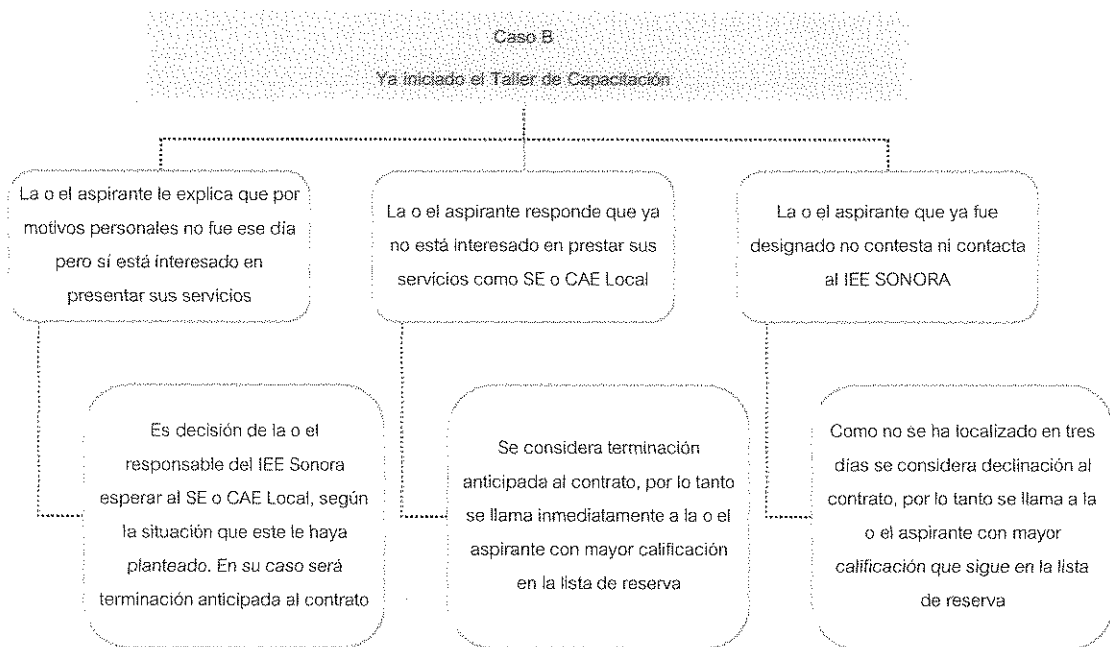 Caso B
Ya iniciado el Taller de Capacitación
La o el aspirante le explica que por
motivos personales no fue ese día
pero sí está interesado en
presentar sus servicios
La o el aspirante responde que ya
no está interesado en prestar sus
servicios como SE o CAE Local
La o el aspirante que ya fue
designado no contesta ni contacta
al IEE SONORA
Es decisión de la o el
responsable del IEE Sonora
esperar al SE o CAE Local, según
la situación que este le haya
planteado. En su caso será
terminación anticipada al contrato
Se considera terminación
anticipada al contrato, por lo tanto
se llama inmediatamente a la o el
aspirante con mayor calificación
en la lista de reserva
Como no se ha localizado en tres
días se considera declinación al
contrato, por lo tanto se llama a la
o el aspirante con mayor
calificación que sigue en la lista
de reserva